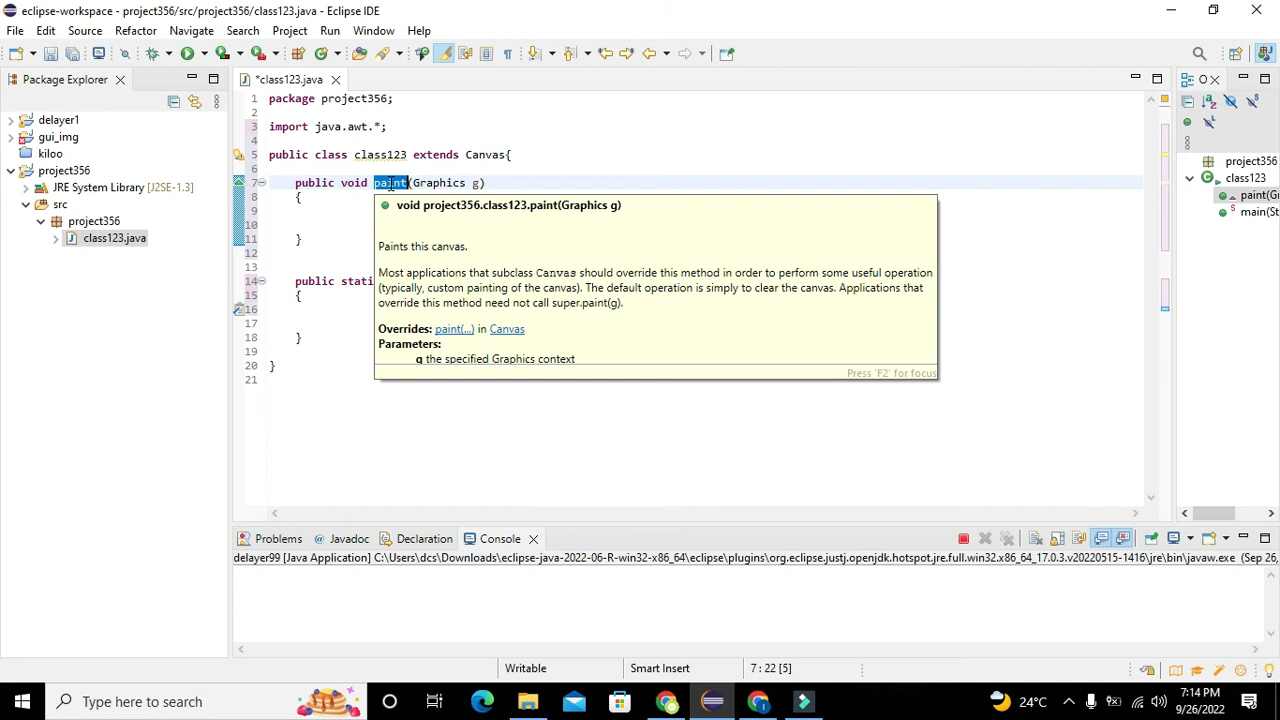 eclipse-workspace - project356/src/project356/class123.java - Eclipse IDE
File Edit Source Refactor Navigate Search Project Run Window Help
Package Explorer
*class123.java
O
delayer1
gui_img
kiloo
project356
JRE System Library [J2SE-1.3]
src
project356
class123.java
1 package project356;
2
3 import java.awt.*;
4
5 public class class123 extends Canvas{
6
7 public void paint(Graphics g)
8 {
9
10
11 }
12
13
14 public stati
15 {
16
17
18 }
19
20 }
21
void project356.class123.paint(Graphics g)
Paints this canvas.
Most applications that subclass Canvas should override this method in order to perform some useful operation
(typically, custom painting of the canvas). The default operation is simply to clear the canvas. Applications that
override this method need not call super.paint(g).
Overrides: paint(...) in Canvas
Parameters:
g the specified Graphics context
Press 'F2' for focus
project356
class123
paint(G
main(St
Problems Javadoc Declaration Console
delayer99 [Java Application] C:\Users\dcs\Downloads\eclipse-java-2022-06-R-win32-x86_64\eclipse\plugins\org.eclipse.justj.openjdk.hotspot.jre.full.win32.x86_64_17.0.3.v20220515-1416\jre\bin\javaw.exe (Sep 26,
Writable Smart Insert 7 : 22 [5]
Type here to search
24°C
7:14 PM
9/26/2022